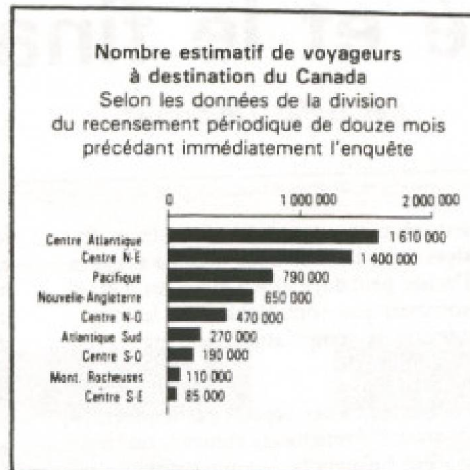 Nombre estimatif de voyageurs
à destination du Canada
Selon les données de la division
du recensement périodique de douze mois
précédant immédiatement l'enquête
0 1 000 000 2 000 000
Centre Atlantique 1 610 000
Centre N-E 1 400 000
Pacifique 790 000
Nouvelle-Angleterre 650 000
Centre N-O 470 000
Atlantique Sud 270 000
Centre S-O 190 000
Mont. Rocheuses 110 000
Centre S-E 85 000